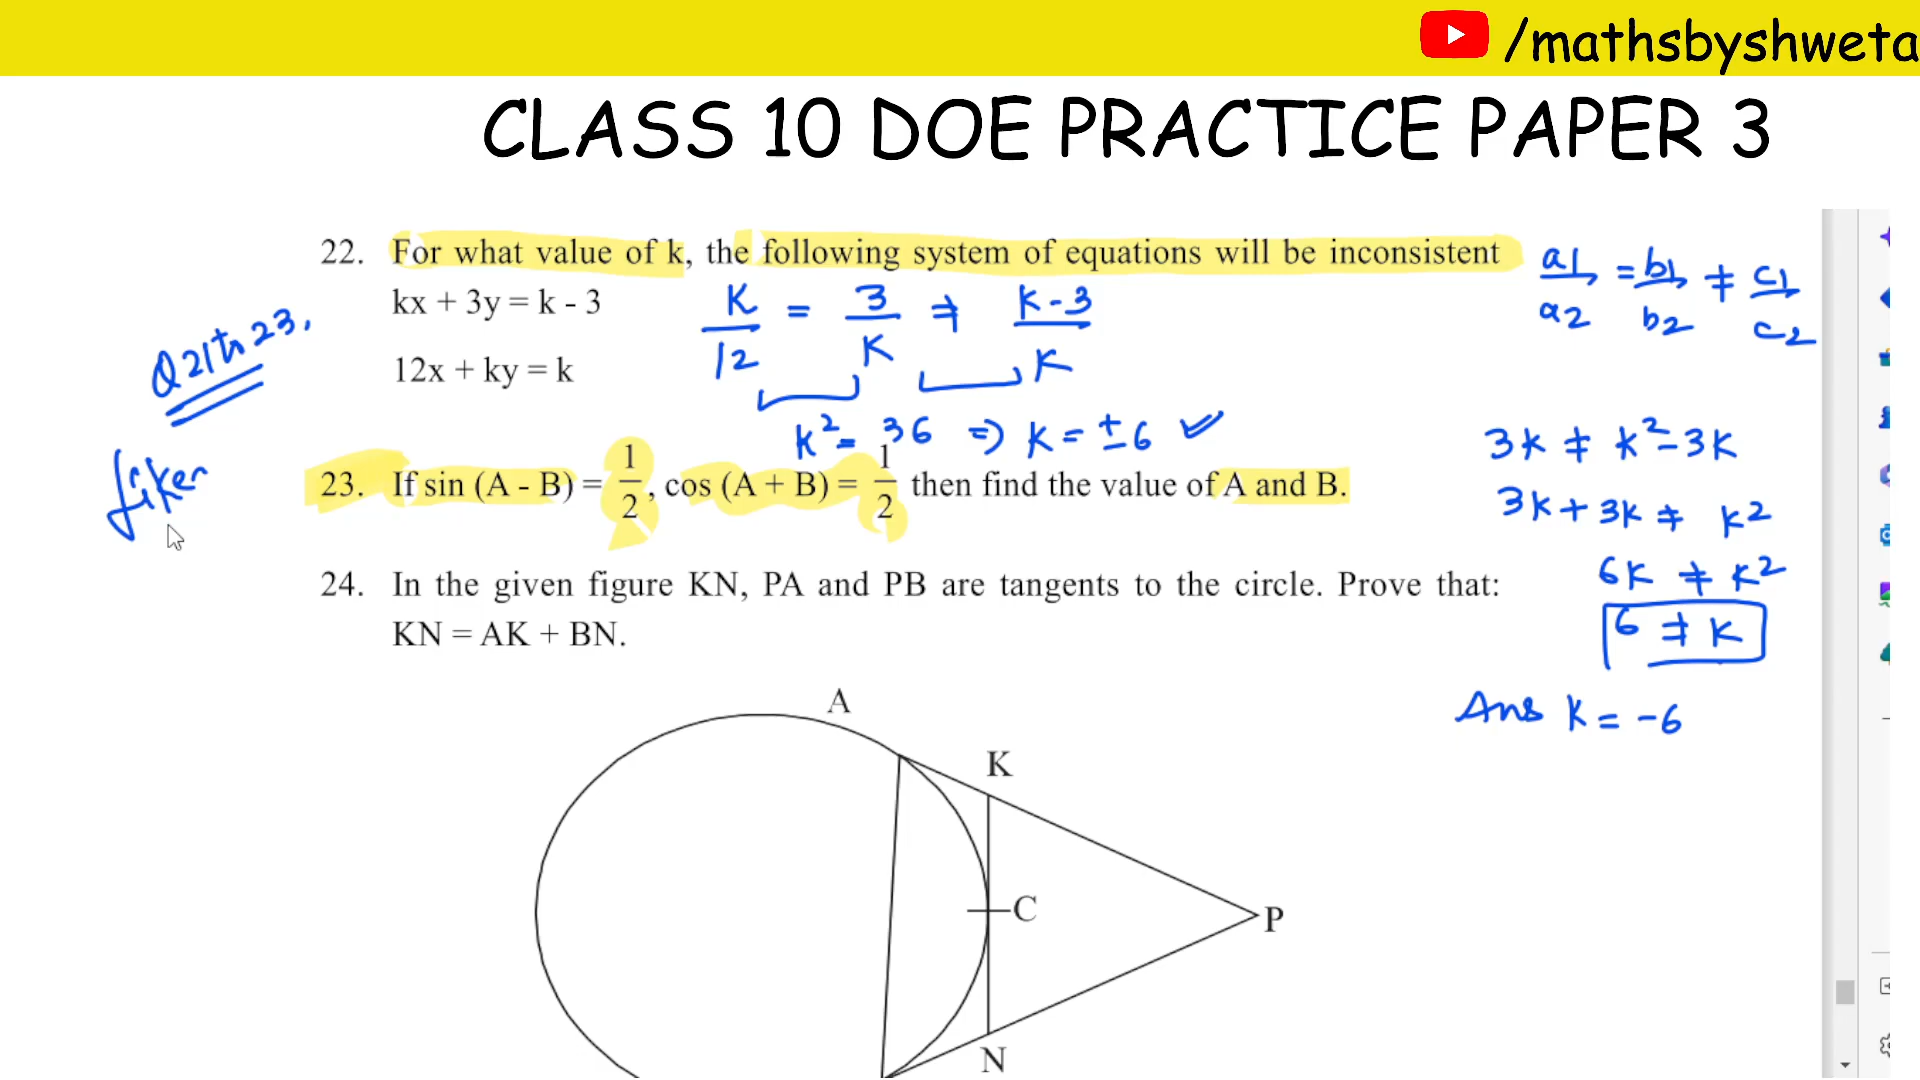 /mathsbyshweta
CLASS 10 DOE PRACTICE PAPER 3
22. For what value of k, the following system of equations will be inconsistent
a1/a2 = b1/b2 ≠ c1/c2
kx + 3y = k - 3
K/12 = 3/K ≠ K-3/K
12x + ky = k
K² = 36 => K = ±6 ✓
Q 21 to 23,
3K ≠ K²-3K
3K+3K ≠ K²
6K ≠ K²
6 ≠ K
Ans K = -6
23. If sin (A - B) = 1/2, cos (A + B) = 1/2 then find the value of A and B.
24. In the given figure KN, PA and PB are tangents to the circle. Prove that:
KN = AK + BN.
A
K
C
P
N